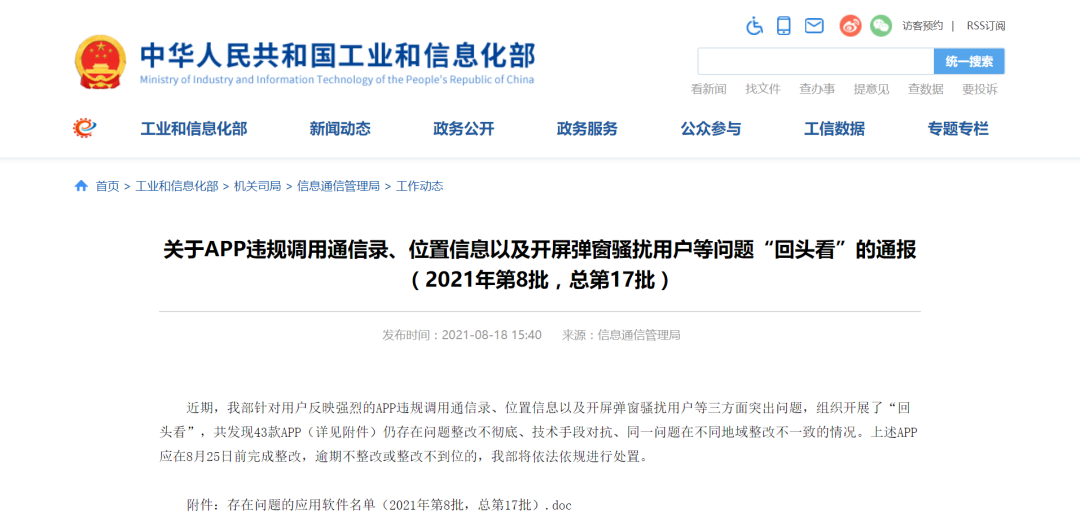 访客预约 | RSS订阅
中华人民共和国工业和信息化部
Ministry of Industry and Information Technology of the People's Republic of China
统一搜索
看新闻 找文件 查办事 提意见 查数据 要投诉
工业和信息化部 新闻动态 政务公开 政务服务 公众参与 工信数据 专题专栏
首页 > 工业和信息化部 > 机关司局 > 信息通信管理局 > 工作动态
关于APP违规调用通信录、位置信息以及开屏弹窗骚扰用户等问题“回头看”的通报
（2021年第8批，总第17批）
发布时间：2021-08-18 15:40 来源：信息通信管理局
近期，我部针对用户反映强烈的APP违规调用通信录、位置信息以及开屏弹窗骚扰用户等三方面突出问题，组织开展了“回
头看”，共发现43款APP（详见附件）仍存在问题整改不彻底、技术手段对抗、同一问题在不同地域整改不一致的情况。上述APP
应在8月25日前完成整改，逾期不整改或整改不到位的，我部将依法依规进行处置。
附件：存在问题的应用软件名单（2021年第8批，总第17批）.doc